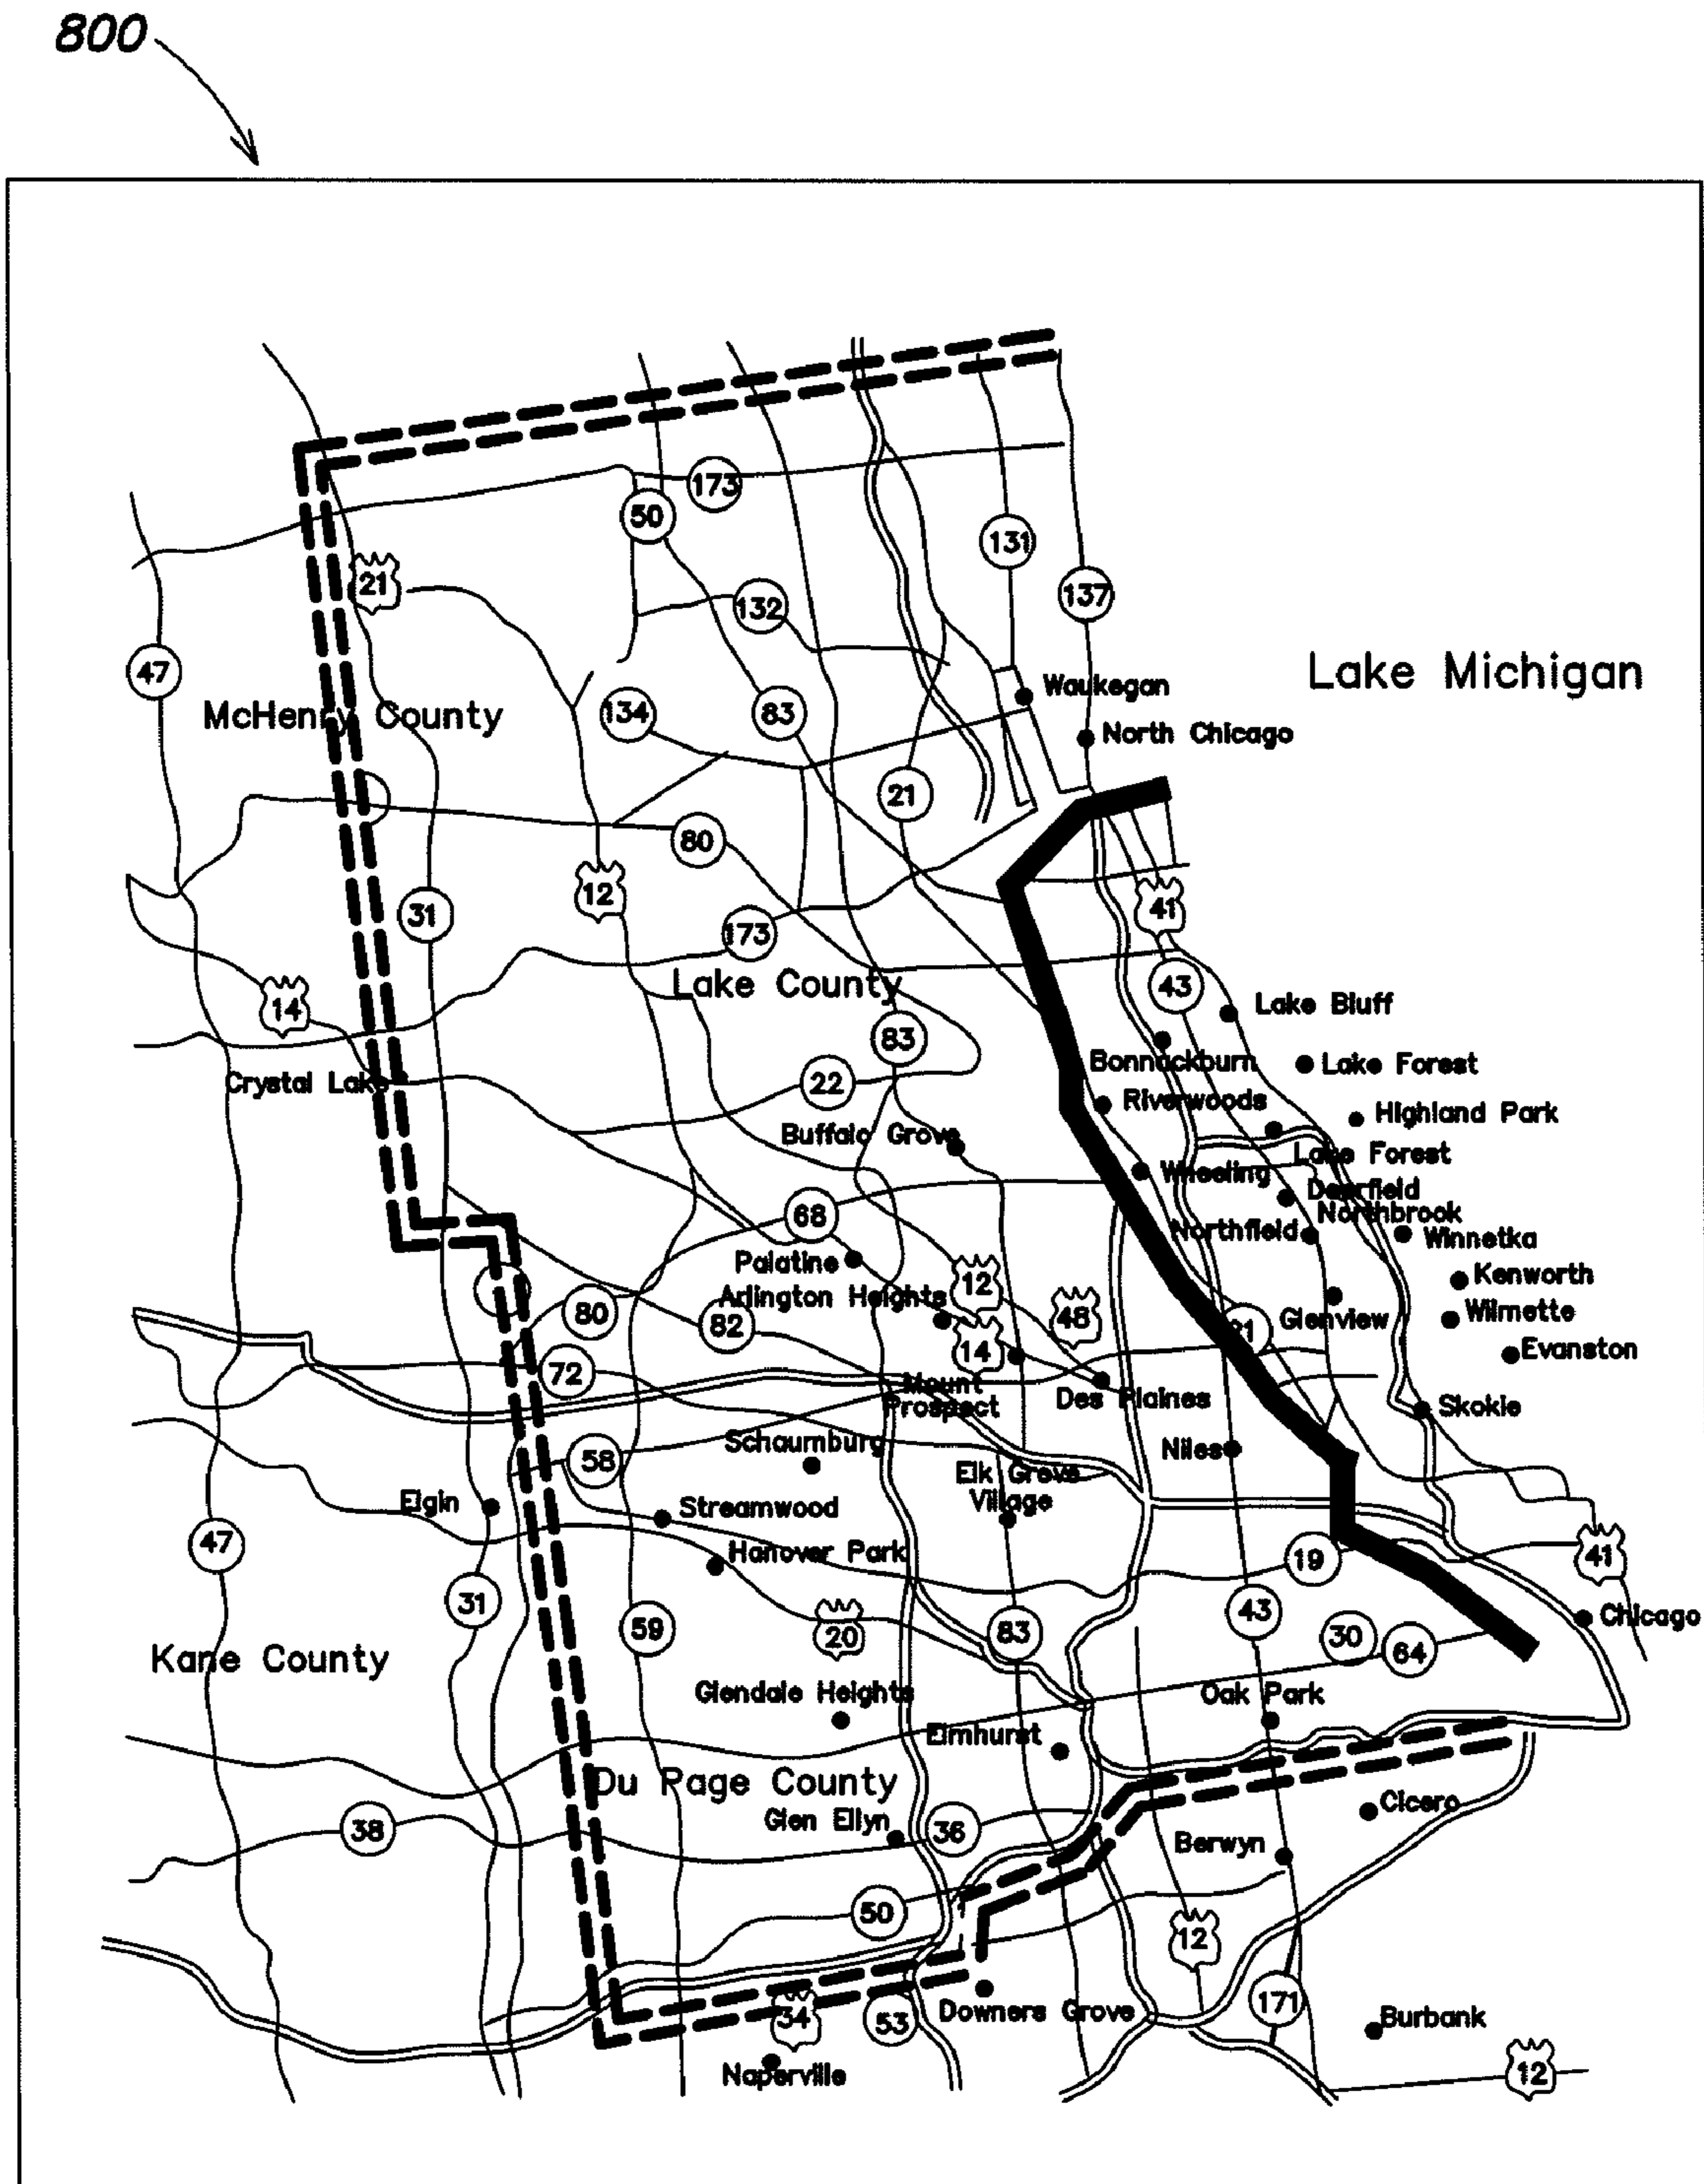 800
173
50
131
21
132
137
47
Lake Michigan
Waukegan
McHenry County
134
83
North Chicago
21
80
12
31
41
173
Lake County
43
14
Lake Bluff
83
Bonnackburn
Lake Forest
Crystal Lake
22
Riverwoods
Highland Park
Buffalo Grove
Lake Forest
Wheeling
Deerfield
68
Northbrook
Northfield
Winnetka
Palatine
12
Kenworth
Arlington Heights
80
82
48
Glenview
Wilmette
14
Evanston
72
Mount
Prospect
Des Plaines
Skokie
Schaumburg
Niles
58
Elk Grove
Village
Elgin
Streamwood
47
Hanover Park
19
41
31
59
20
83
43
Chicago
30
64
Kane County
Glendale Heights
Oak Park
Elmhurst
Du Page County
Cicero
38
Glen Ellyn
36
Berwyn
50
12
34
53
Downers Grove
171
Burbank
Naperville
12